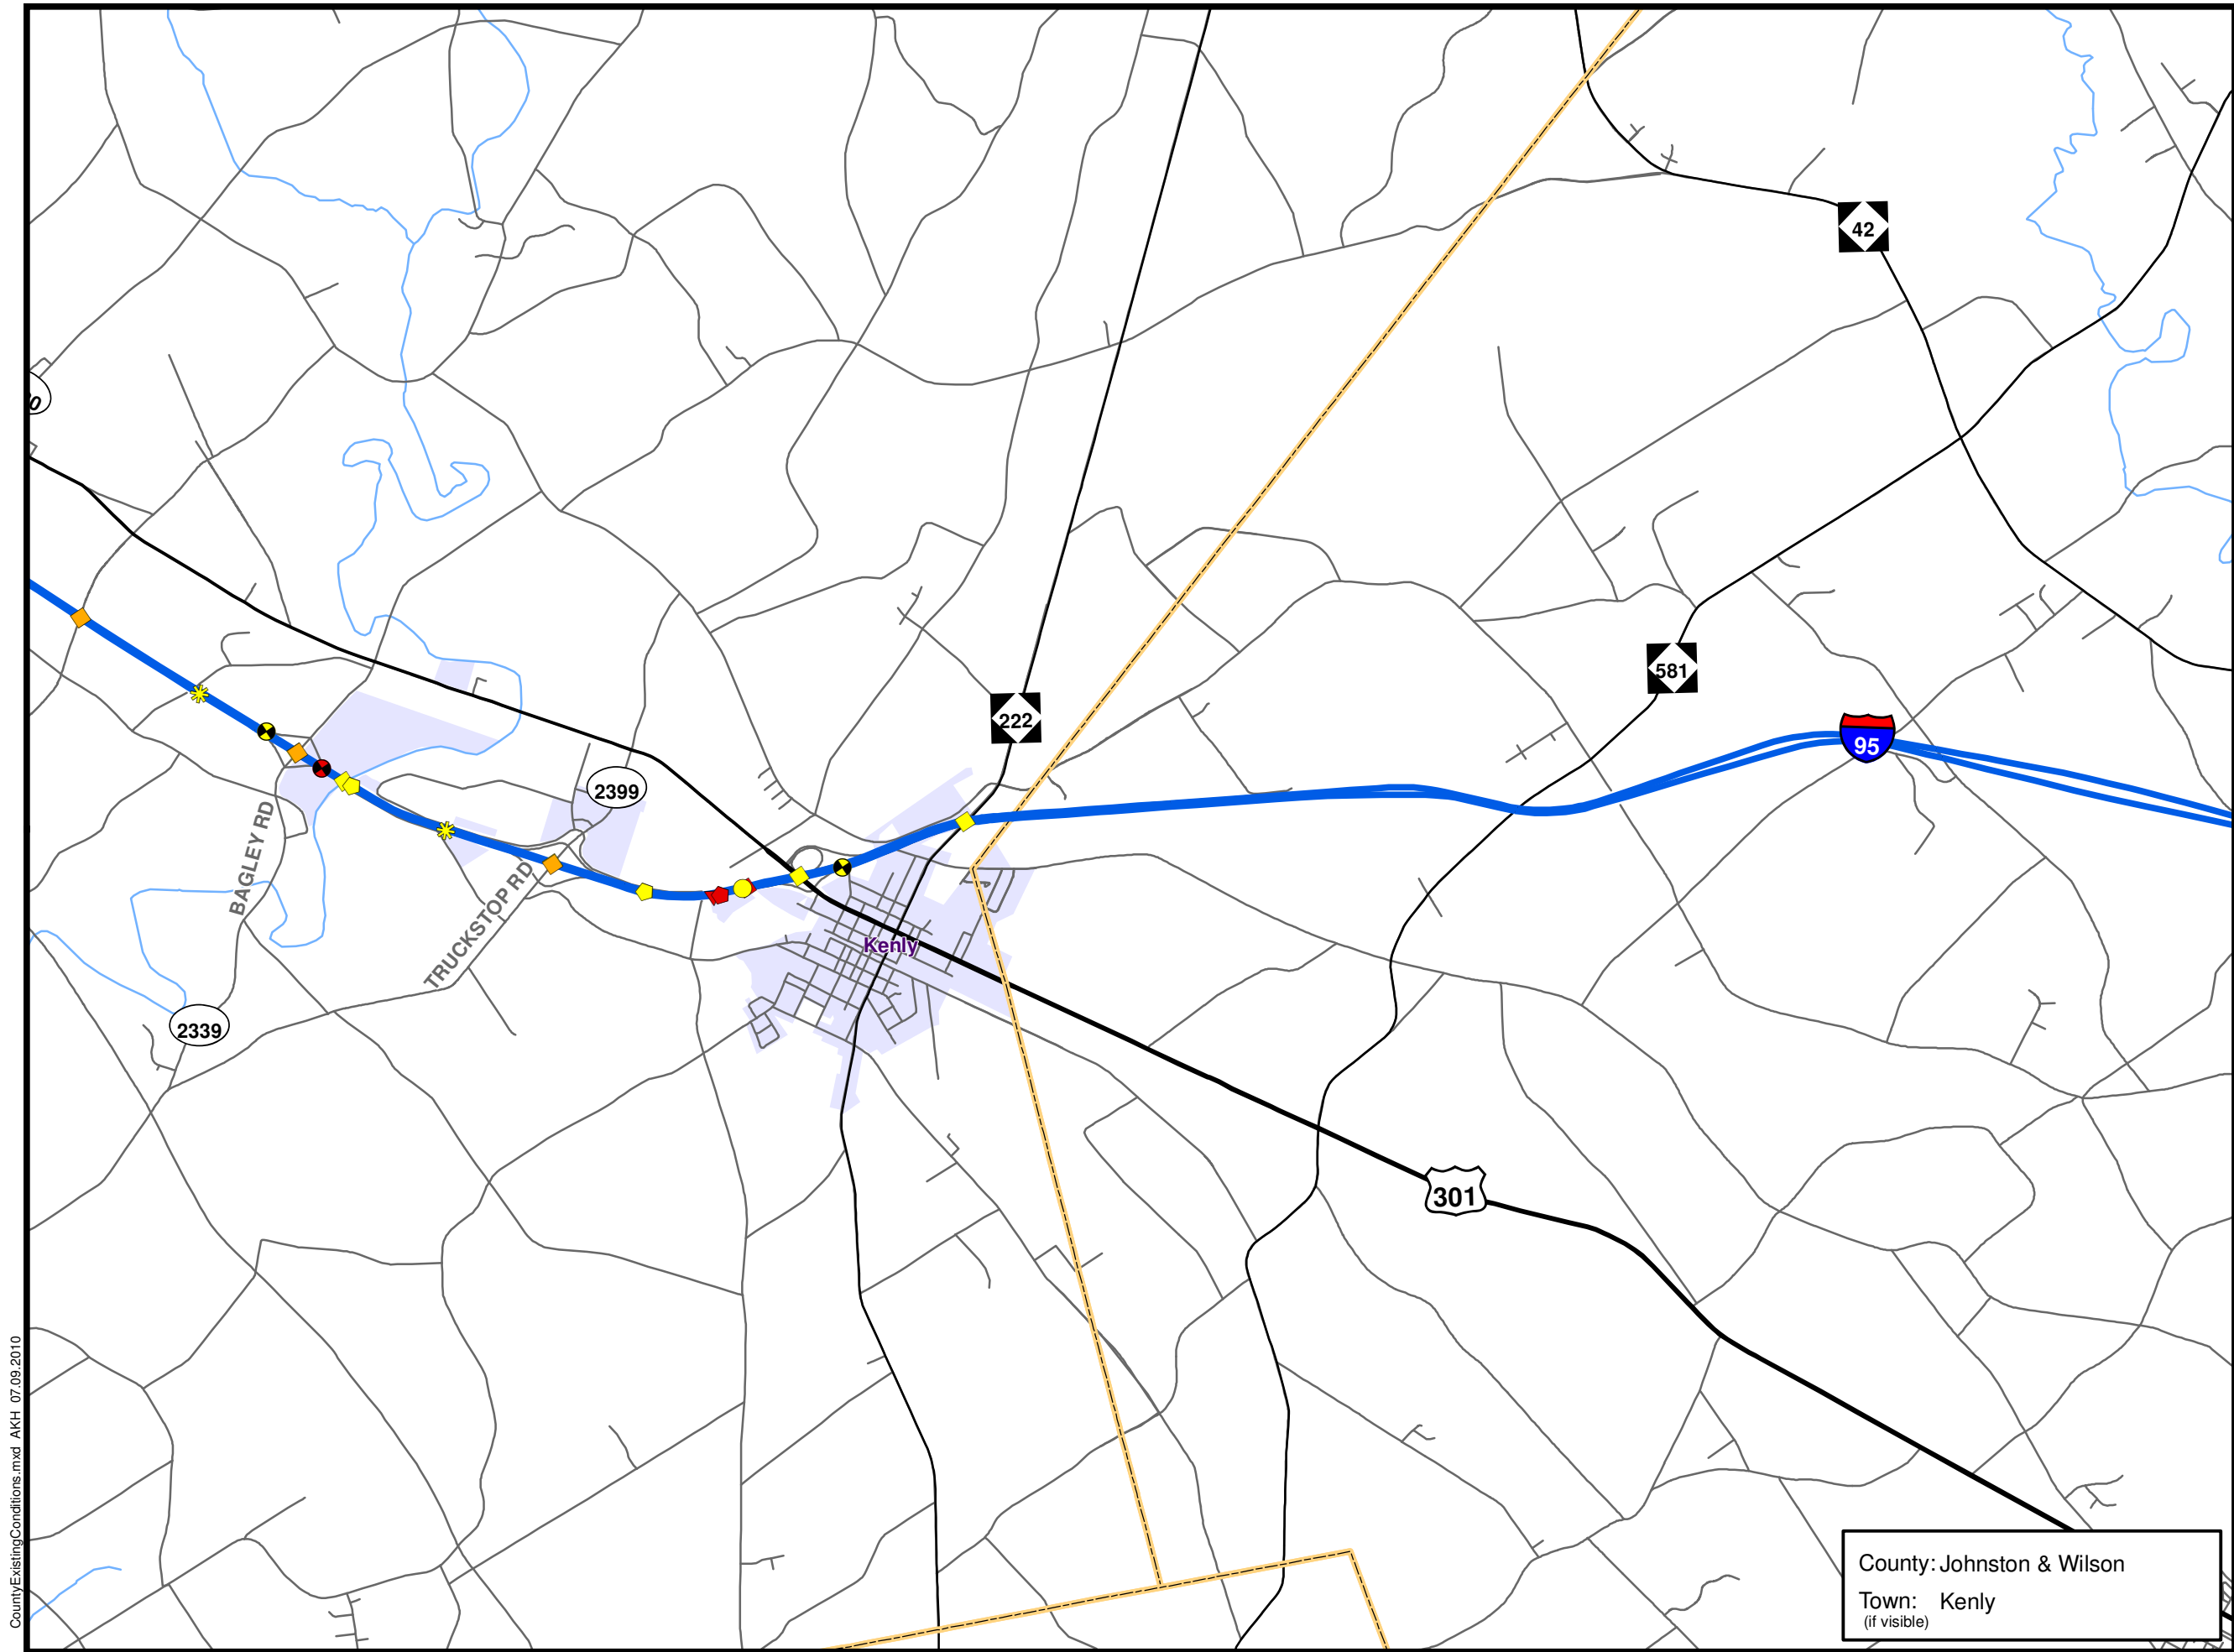 42
581
222
95
2399
BAGLEY RD
TRUCKSTOP RD
Kenly
2339
301
County: Johnston & Wilson
Town: Kenly
(if visible)
CountyExistingConditions.mxd AKH 07.09.2010